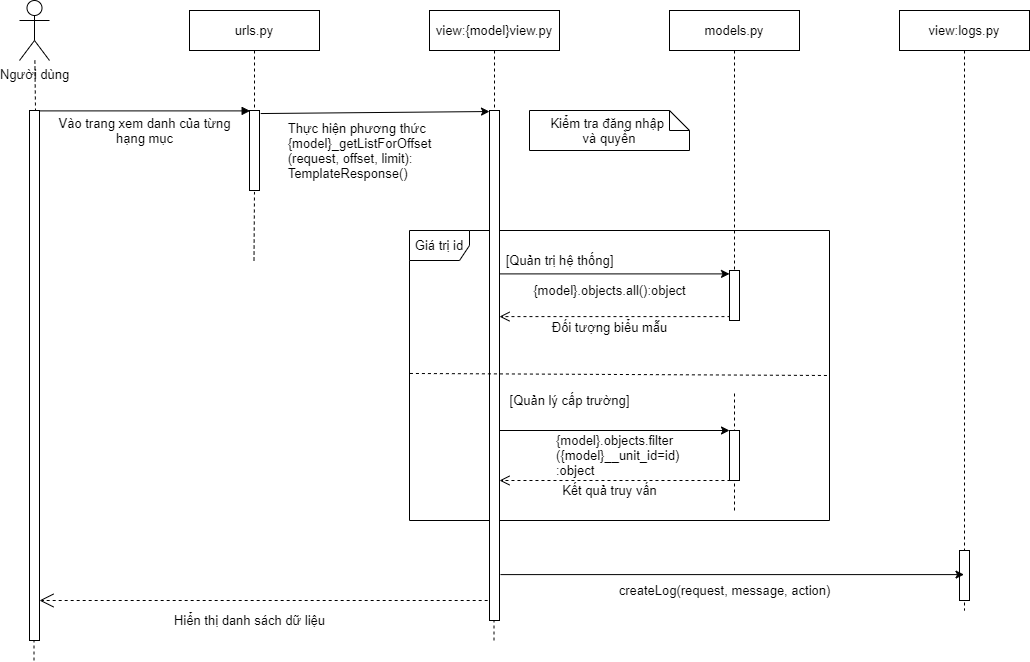 urls.py
view:{model}view.py
models.py
view:logs.py
Người dùng
Vào trang xem danh của từng
hạng mục
Thực hiện phương thức
{model}_getListForOffset
(request, offset, limit):
TemplateResponse()
Kiểm tra đăng nhập
và quyền
Giá trị id
[Quản trị hệ thống]
{model}.objects.all():object
Đối tượng biểu mẫu
[Quản lý cấp trường]
{model}.objects.filter
({model}__unit_id=id)
:object
Kết quả truy vấn
createLog(request, message, action)
Hiển thị danh sách dữ liệu